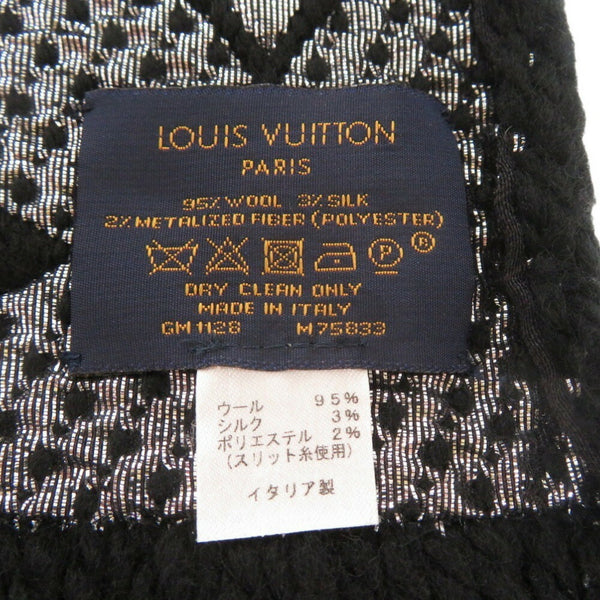 LOUIS VUITTON
PARIS
95% WOOL 3% SILK
2% METALIZED FIBER (POLYESTER)
P B
DRY CLEAN ONLY
MADE IN ITALY
GM1128 M75833
ウール 95%
シルク 3%
ポリエステル 2%
(スリット糸使用)
イタリア製